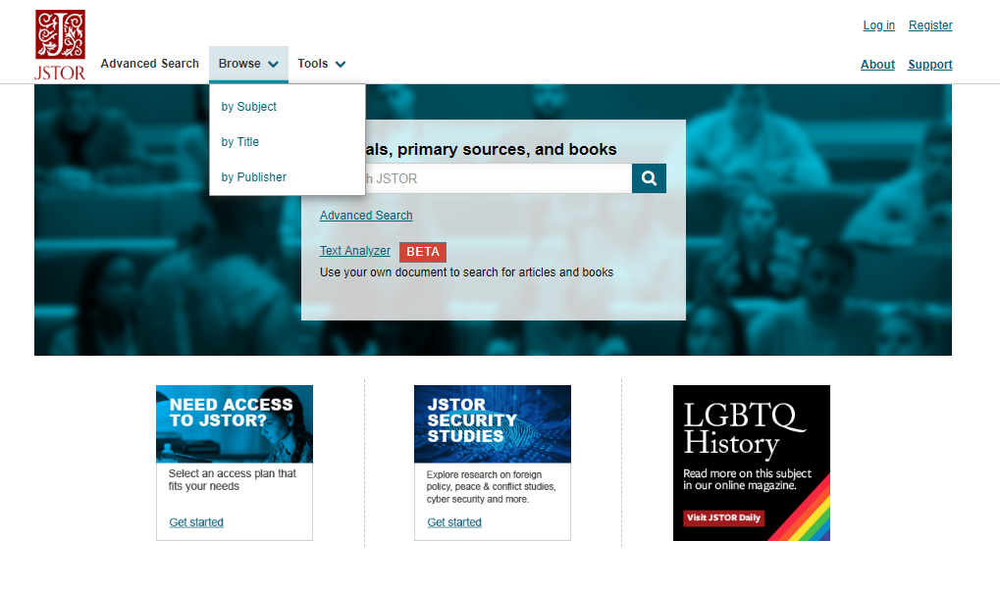 JSTOR
Advanced Search
Browse
Tools
Log in
Register
About
Support
by Subject
by Title
by Publisher
als, primary sources, and books
h JSTOR
Advanced Search
Text Analyzer
BETA
Use your own document to search for articles and books
NEED ACCESS
TO JSTOR?
Select an access plan that
fits your needs
Get started
JSTOR
SECURITY
STUDIES
Explore research on foreign
policy, peace & conflict studies,
cyber security and more.
Get started
LGBTQ
History
Read more on this subject
in our online magazine.
Visit JSTOR Daily